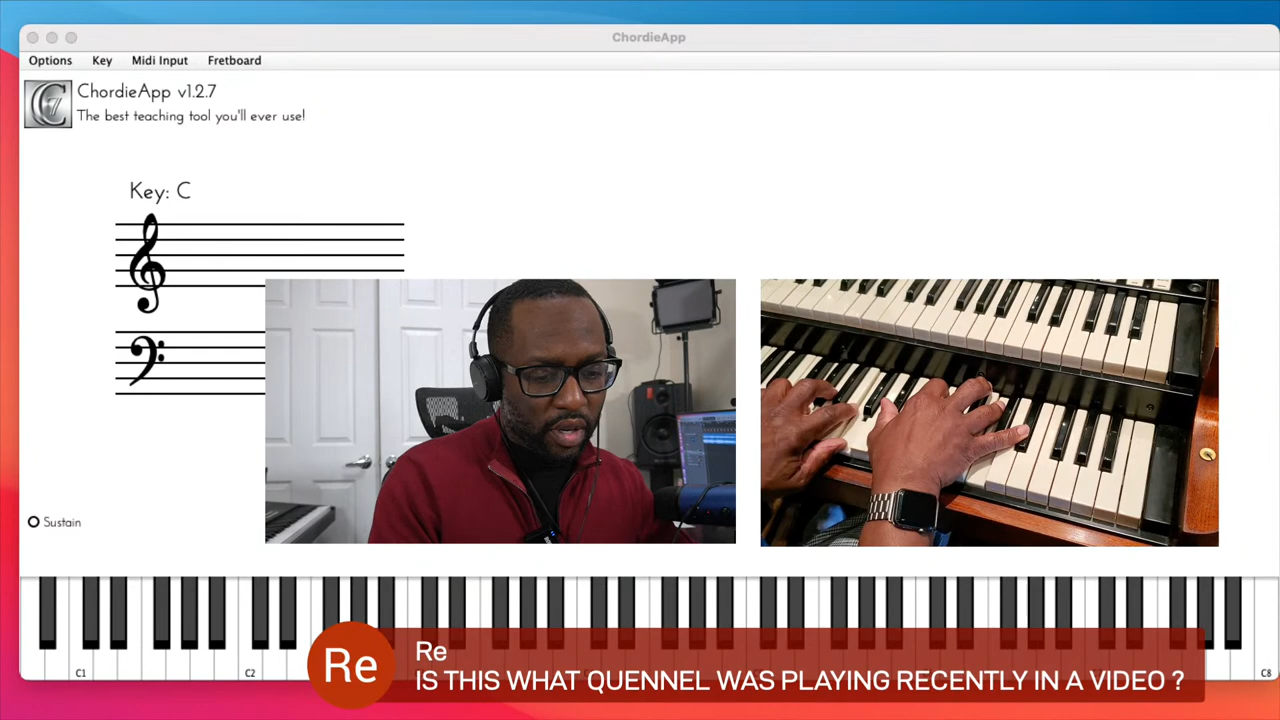 ChordieApp
Options Key Midi Input Fretboard
ChordieApp v1.2.7
The best teaching tool you'll ever use!
Key: C
Sustain
C1 C2 C8
Re
Re
IS THIS WHAT QUENNEL WAS PLAYING RECENTLY IN A VIDEO ?